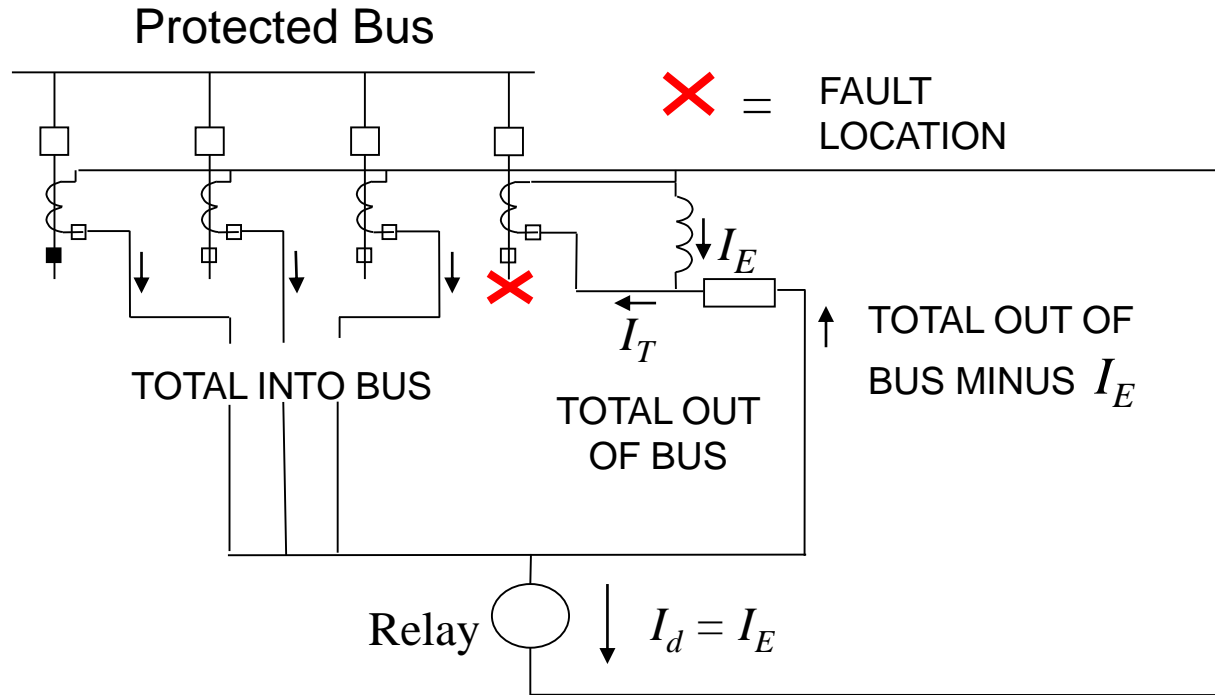 Protected Bus
=
FAULT
LOCATION
I_E
I_T
TOTAL OUT OF
BUS MINUS I_E
TOTAL INTO BUS
TOTAL OUT
OF BUS
Relay
I_d = I_E